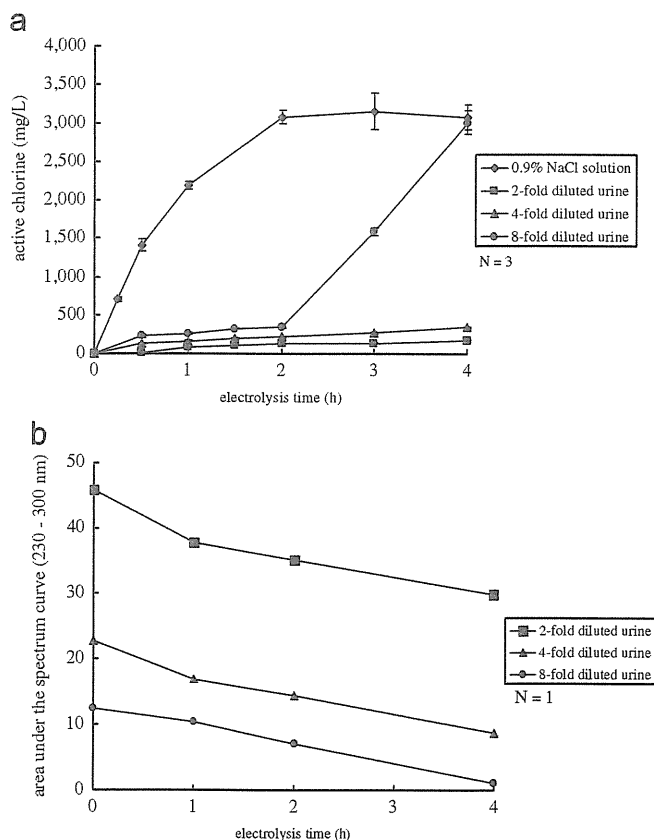 a
4,000
3,500
3,000
2,500
2,000
1,500
1,000
500
0
active chlorine (mg/L)
0 1 2 3 4
electrolysis time (h)
0.9% NaCl solution
2-fold diluted urine
4-fold diluted urine
8-fold diluted urine
N = 3
b
50
40
30
20
10
0
area under the spectrum curve (230 - 300 nm)
0 1 2 3 4
electrolysis time (h)
2-fold diluted urine
4-fold diluted urine
8-fold diluted urine
N = 1